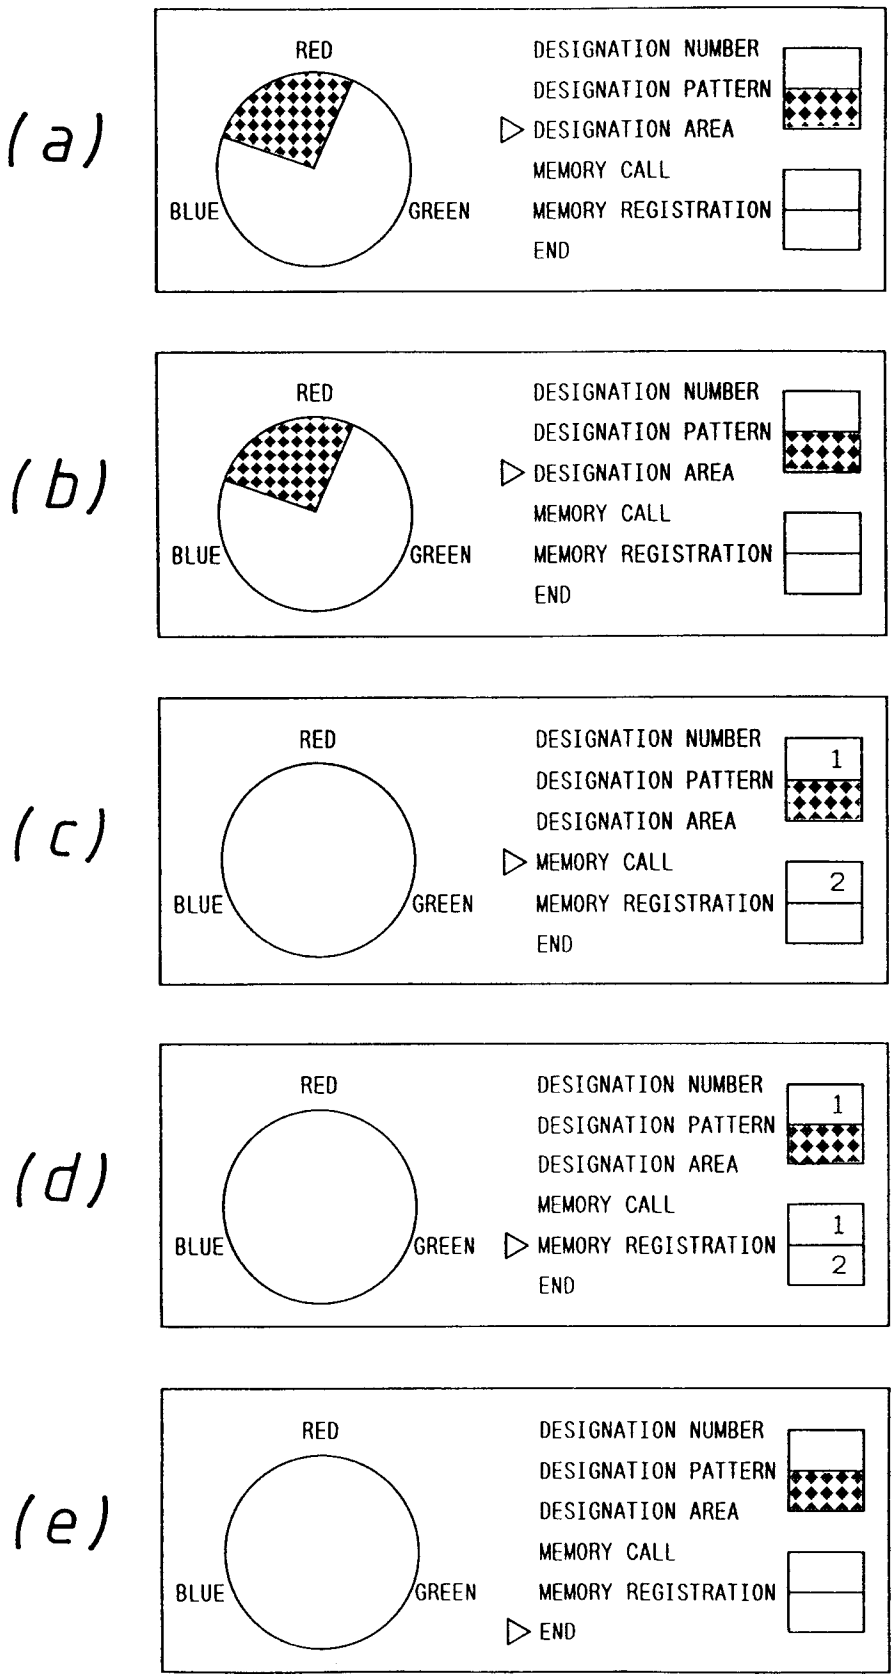 (a)
RED
BLUE
GREEN
DESIGNATION NUMBER
DESIGNATION PATTERN
DESIGNATION AREA
MEMORY CALL
MEMORY REGISTRATION
END
(b)
RED
BLUE
GREEN
DESIGNATION NUMBER
DESIGNATION PATTERN
DESIGNATION AREA
MEMORY CALL
MEMORY REGISTRATION
END
(c)
RED
BLUE
GREEN
DESIGNATION NUMBER 1
DESIGNATION PATTERN
DESIGNATION AREA
MEMORY CALL 2
MEMORY REGISTRATION
END
(d)
RED
BLUE
GREEN
DESIGNATION NUMBER 1
DESIGNATION PATTERN
DESIGNATION AREA
MEMORY CALL 1
MEMORY REGISTRATION 2
END
(e)
RED
BLUE
GREEN
DESIGNATION NUMBER
DESIGNATION PATTERN
DESIGNATION AREA
MEMORY CALL
MEMORY REGISTRATION
END